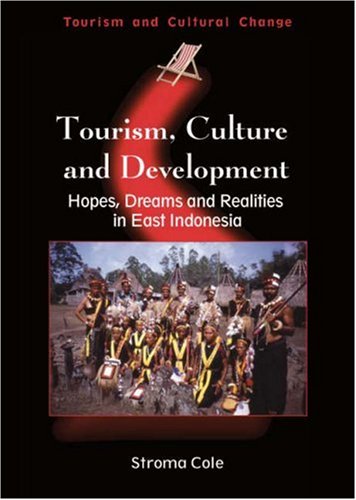 Tourism and Cultural Change
Tourism, Culture
and Development
Hopes, Dreams and Realities
in East Indonesia
Stroma Cole